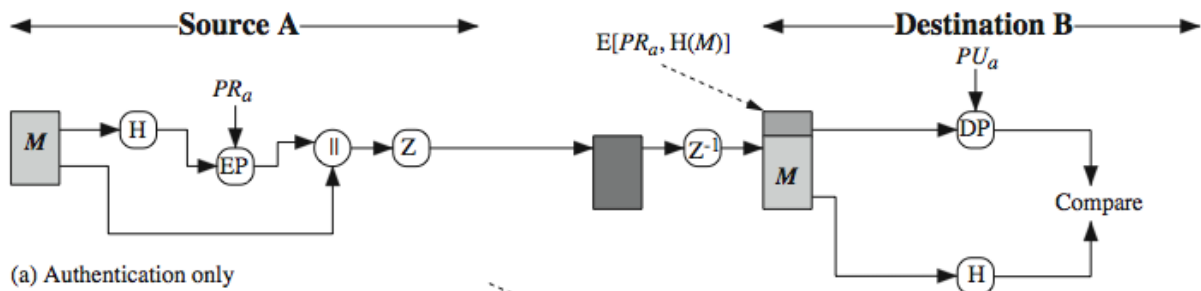 Source A
Destination B
E[PRa, H(M)]
PUa
PRa
M
H
EP
||
Z
Z-1
M
DP
Compare
H
(a) Authentication only